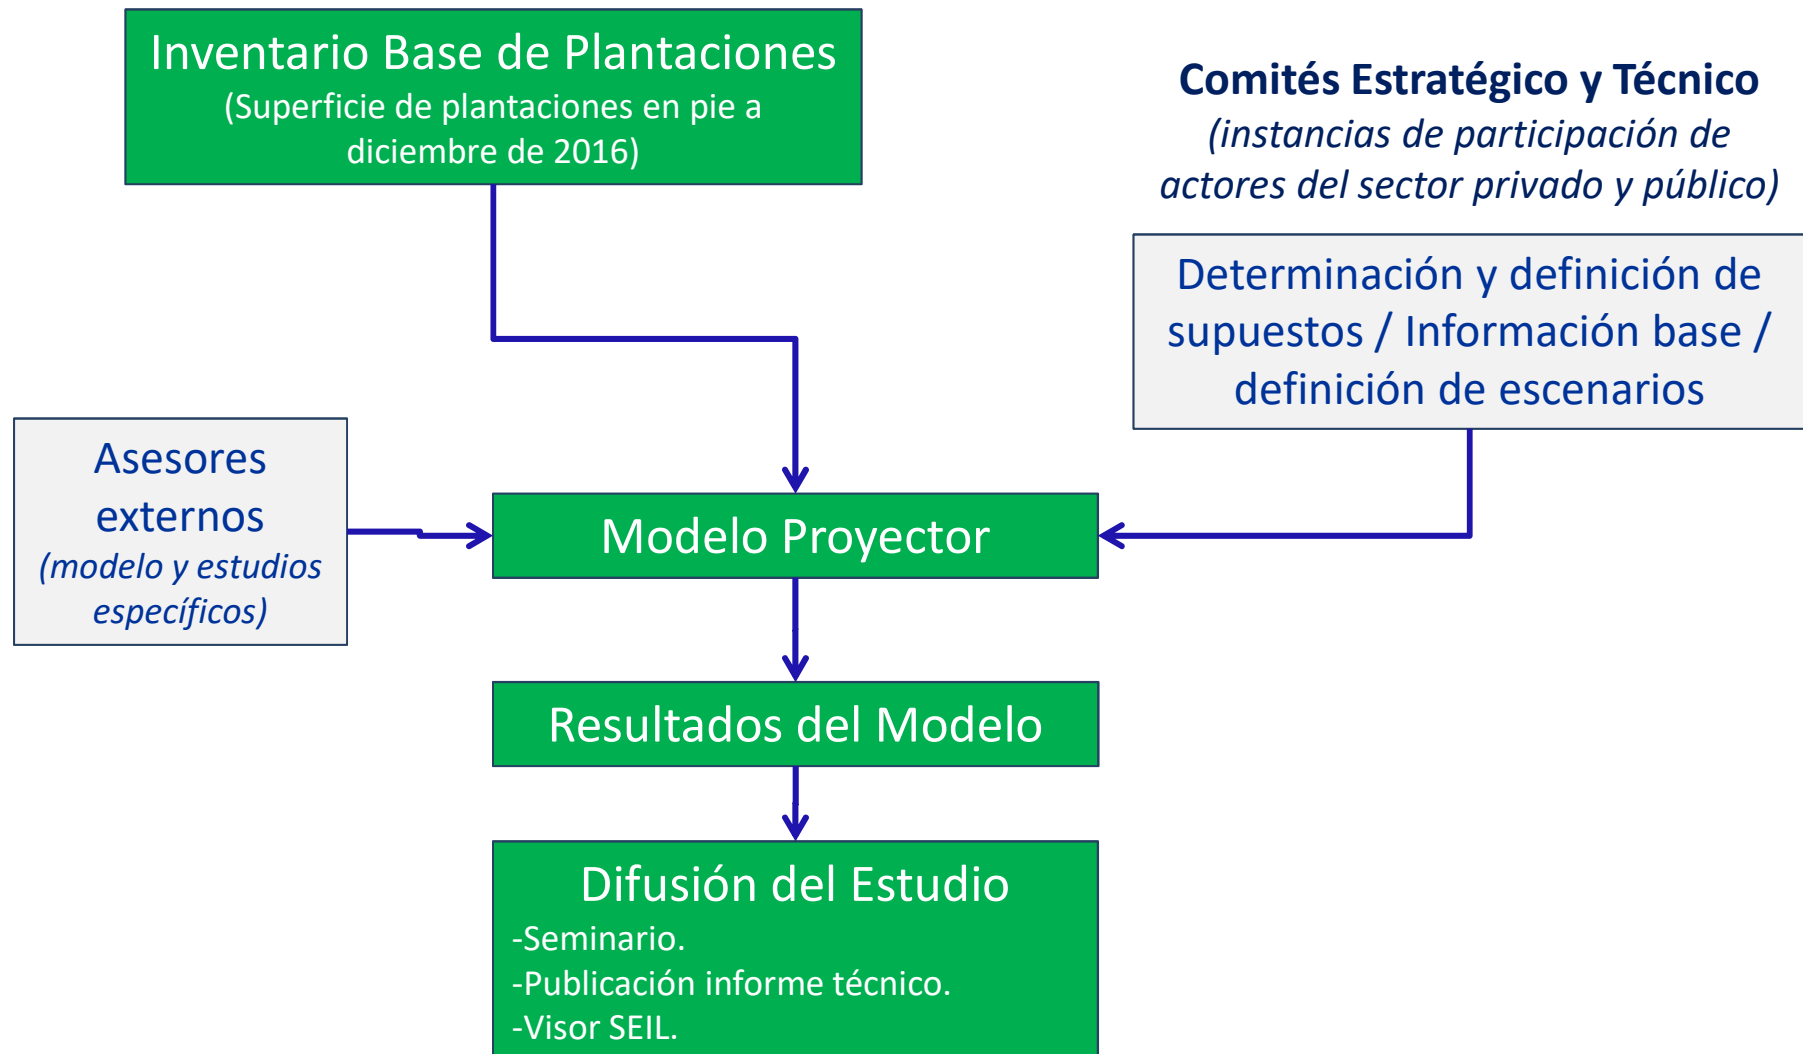 Inventario Base de Plantaciones
(Superficie de plantaciones en pie a
diciembre de 2016)
Comités Estratégico y Técnico
(instancias de participación de
actores del sector privado y público)
Determinación y definición de
supuestos / Información base /
definición de escenarios
Asesores
externos
(modelo y estudios
específicos)
Modelo Proyector
Resultados del Modelo
Difusión del Estudio
-Seminario.
-Publicación informe técnico.
-Visor SEIL.